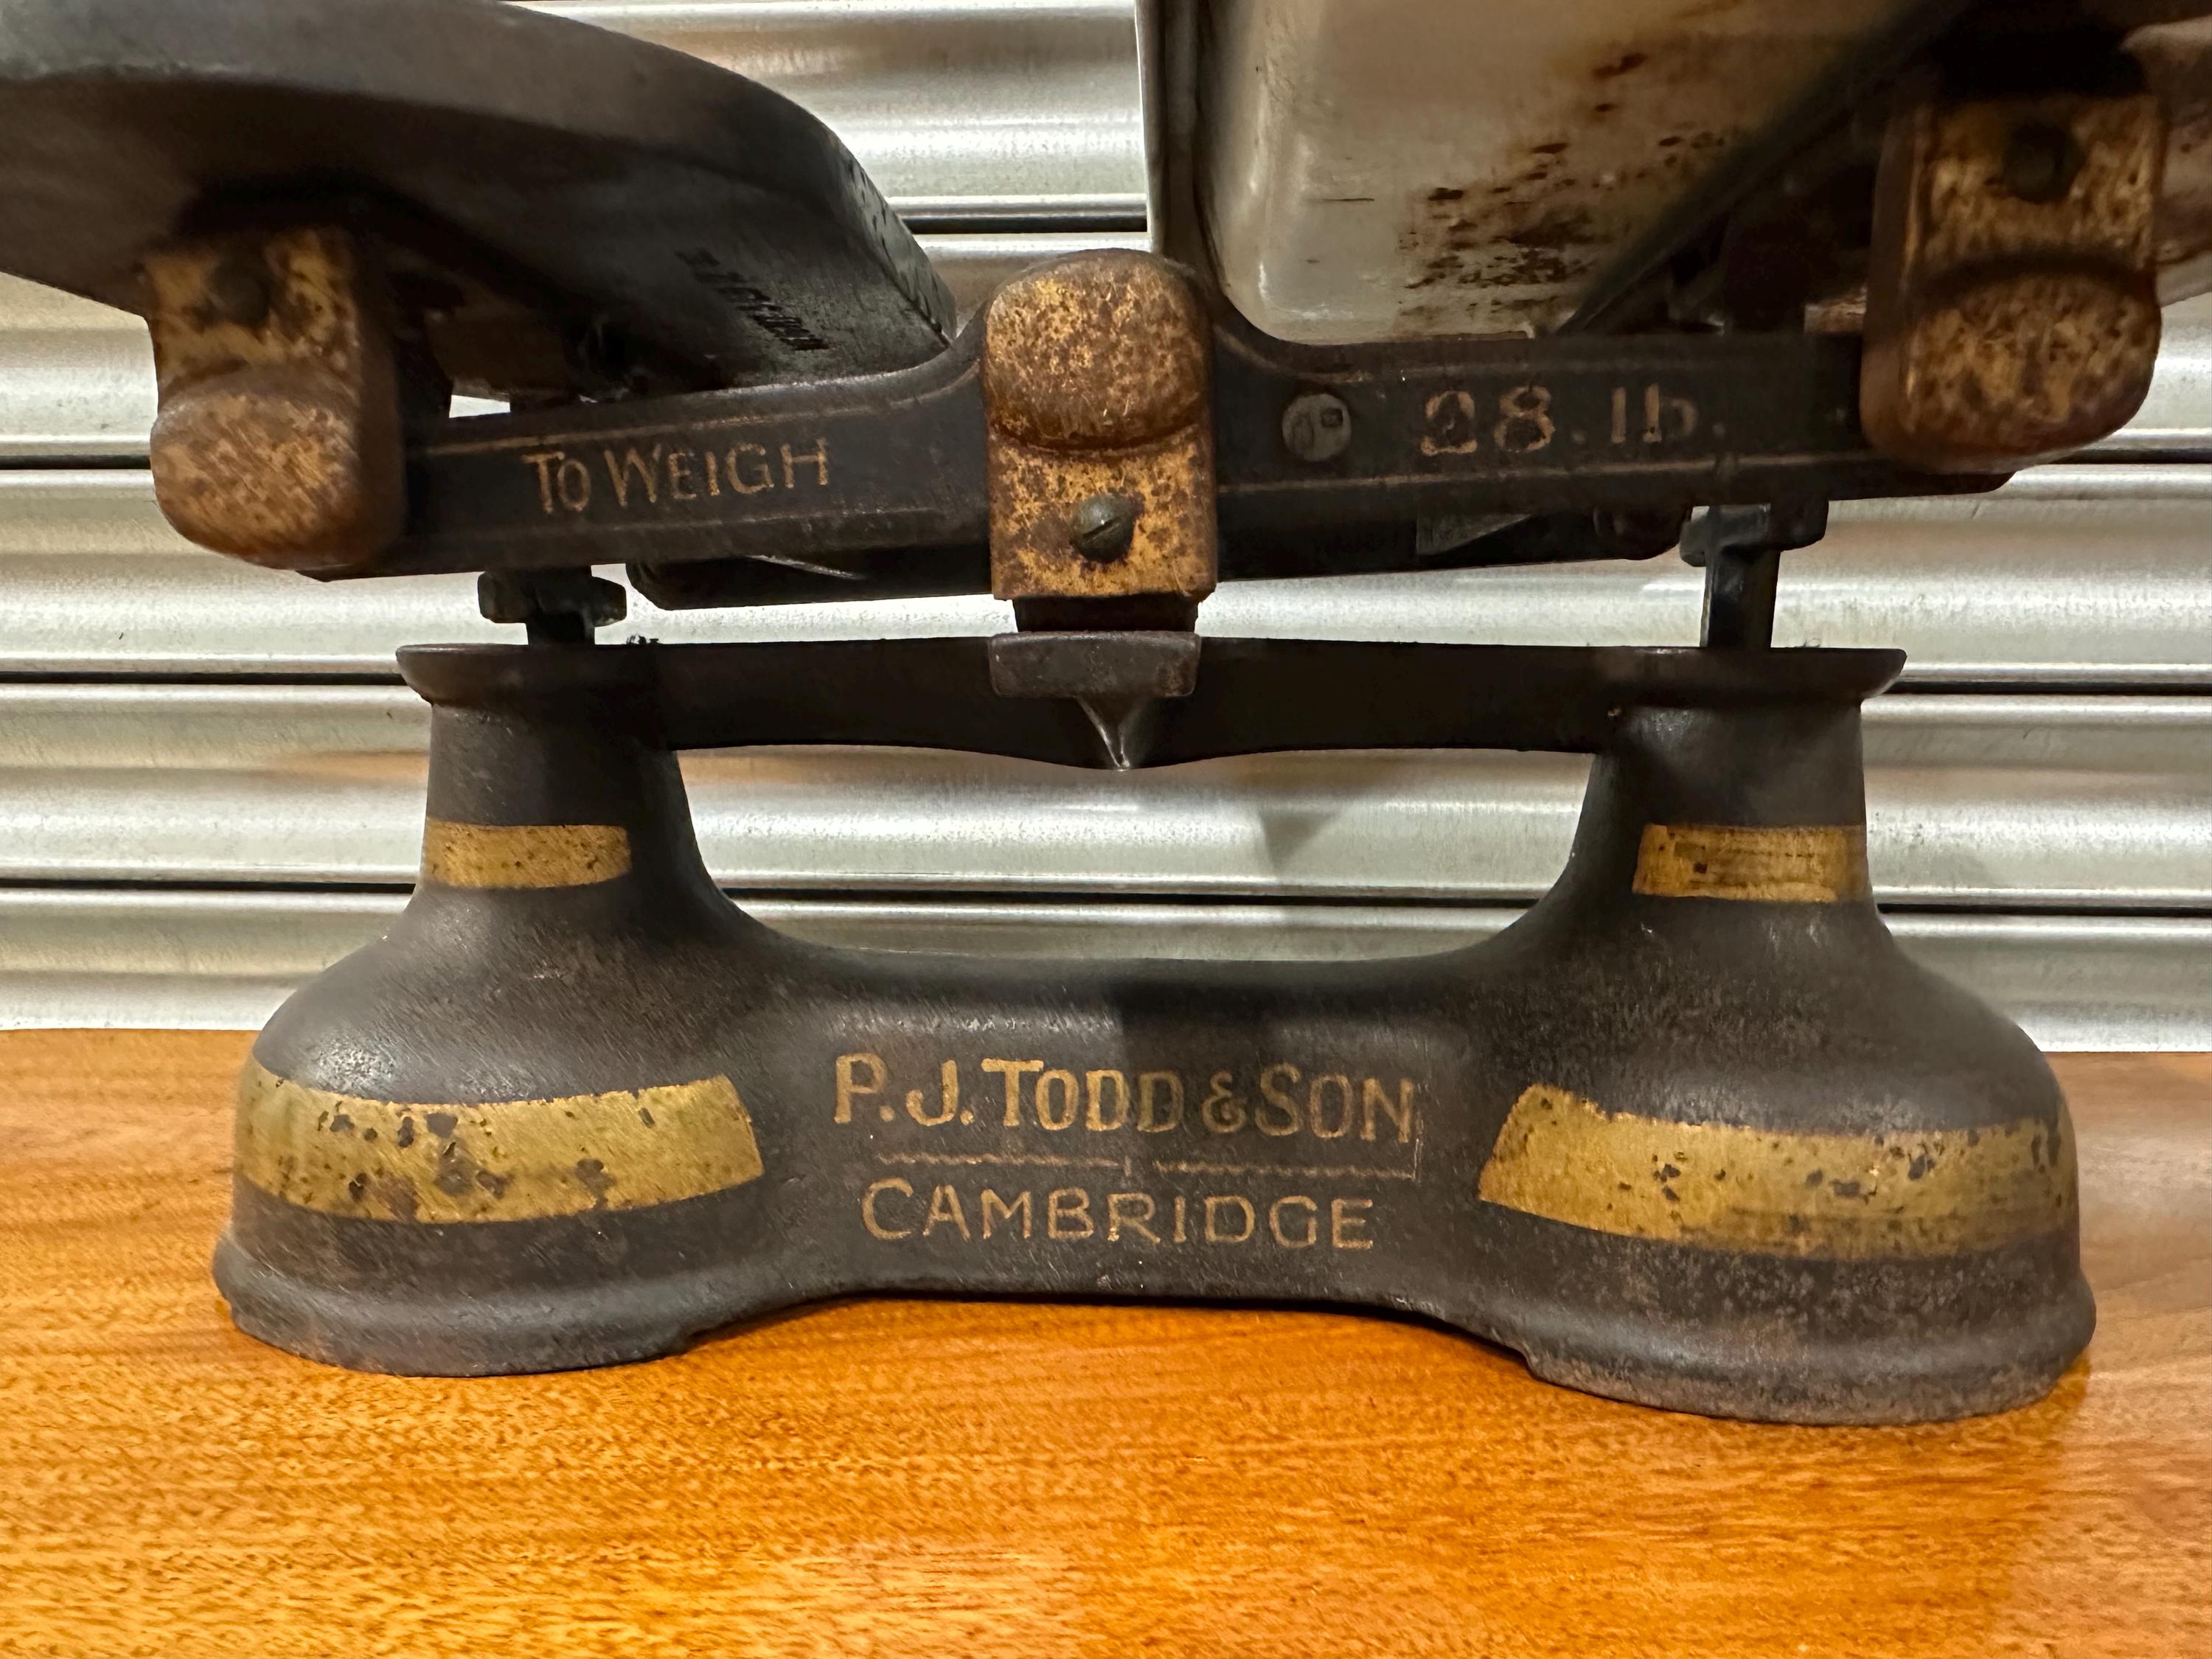 TO WEIGH
28. lb.
P.J. TODD & SON
CAMBRIDGE